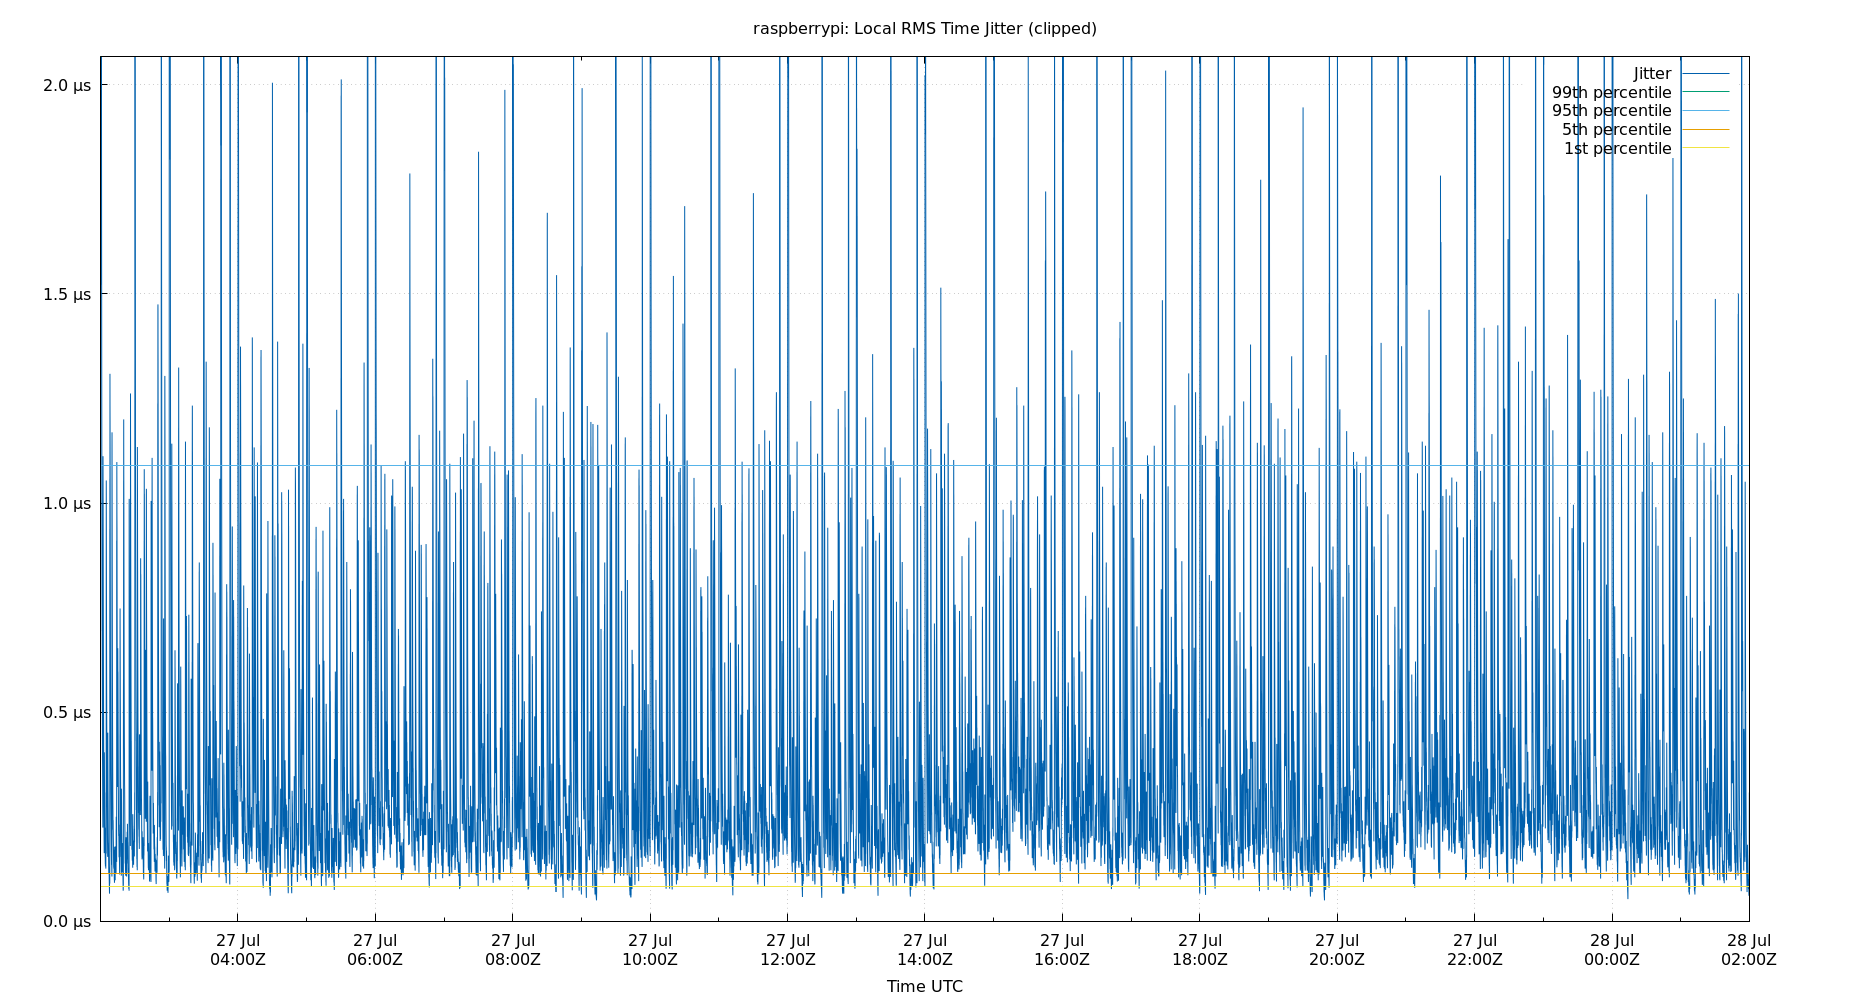 raspberrypi: Local RMS Time Jitter (clipped)
Jitter
99th percentile
95th percentile
5th percentile
1st percentile
2.0 µs
1.5 µs
1.0 µs
0.5 µs
0.0 µs
27 Jul 27 Jul 27 Jul 27 Jul 27 Jul 27 Jul 27 Jul 27 Jul 27 Jul 27 Jul 28 Jul 28 Jul
04:00Z 06:00Z 08:00Z 10:00Z 12:00Z 14:00Z 16:00Z 18:00Z 20:00Z 22:00Z 00:00Z 02:00Z
Time UTC